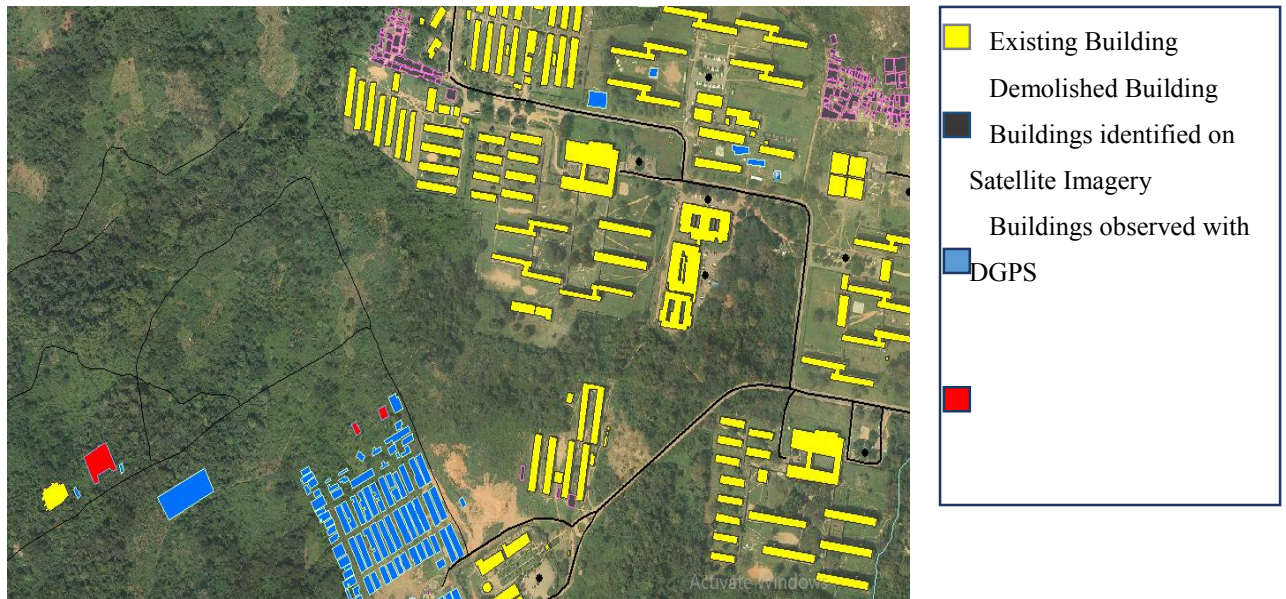 Existing Building
Demolished Building
Buildings identified on
Satellite Imagery
Buildings observed with
DGPS
Activate Windows